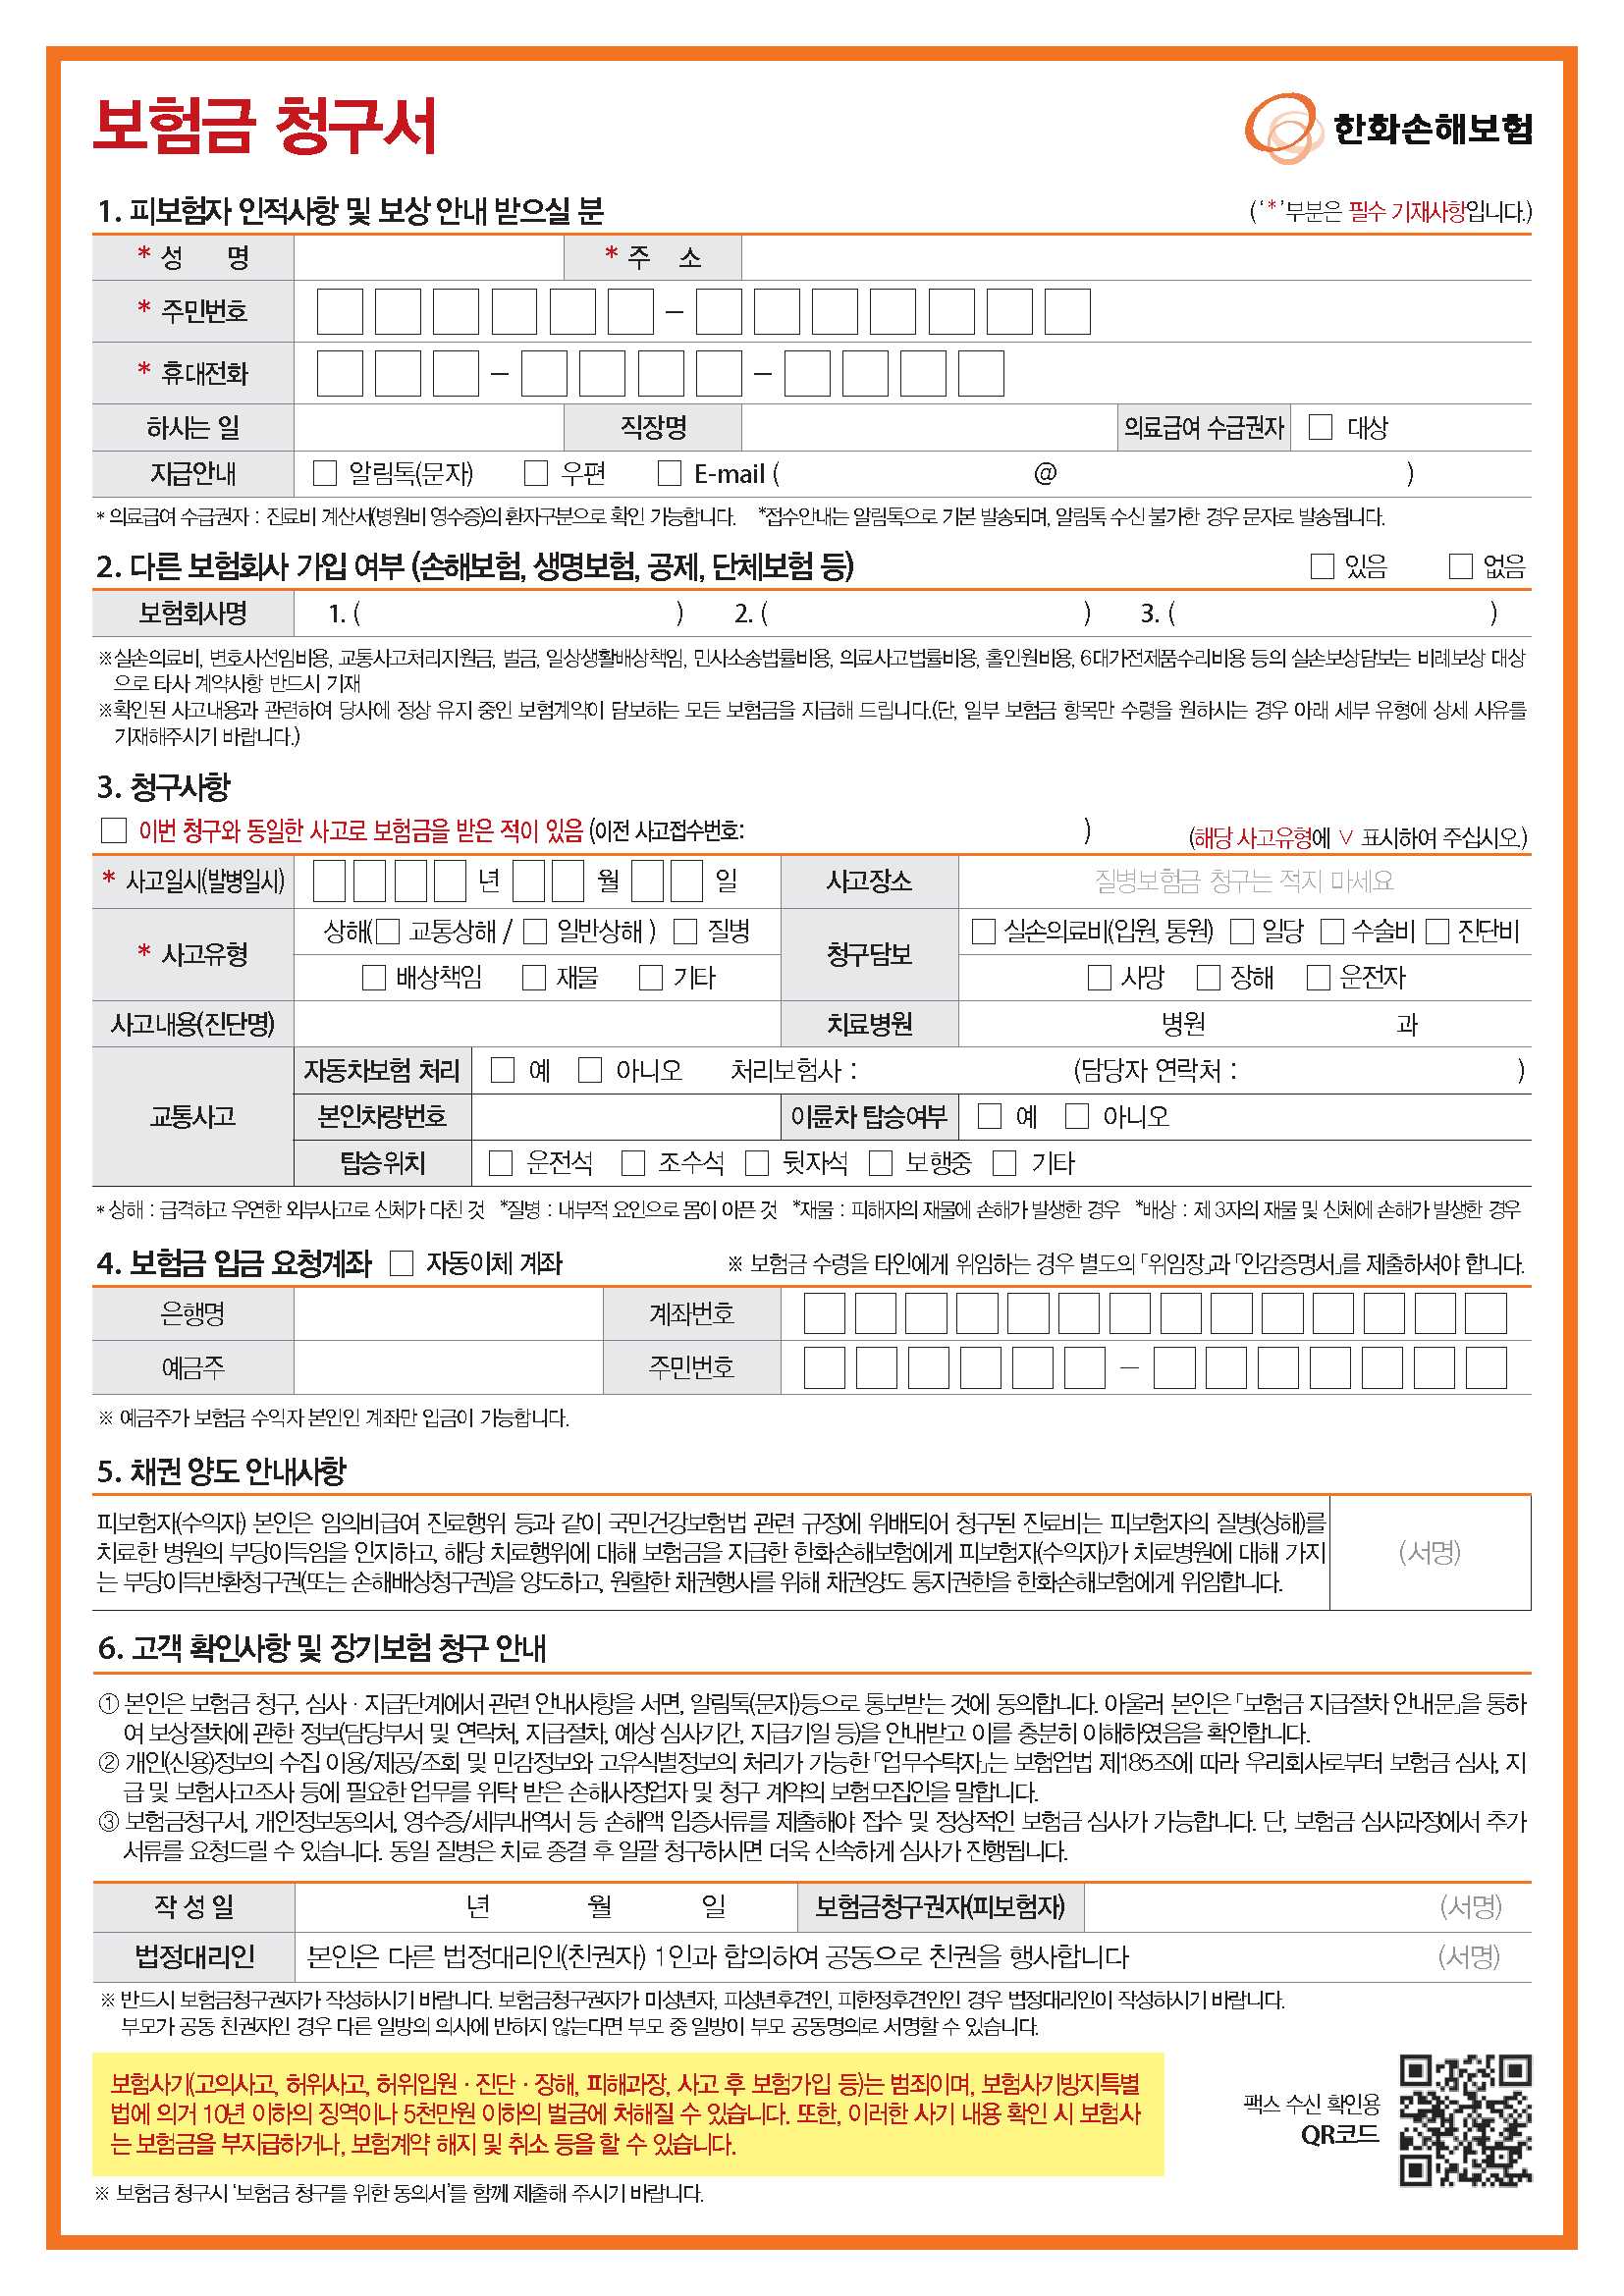 보험금 청구서
한화손해보험
1. 피보험자 인적사항 및 보상 안내 받으실 분
('*'부분은 필수 기재사항입니다.)
* 성 명
* 주 소
* 주민번호
–
* 휴대전화
– –
하시는 일
직장명
의료급여 수급권자
□ 대상
지급안내
□ 알림톡(문자) □ 우편 □ E-mail ( @ )
* 의료급여 수급권자 : 진료비 계산서(병원비 영수증)의 환자구분으로 확인 가능합니다. *접수안내는 알림톡으로 기본 발송되며, 알림톡 수신 불가한 경우 문자로 발송됩니다.
2. 다른 보험회사 가입 여부 (손해보험, 생명보험, 공제, 단체보험 등)
□ 있음 □ 없음
보험회사명
1. ( ) 2. ( ) 3. ( )
※실손의료비, 변호사선임비용, 교통사고처리지원금, 벌금, 일상생활배상책임, 민사소송법률비용, 의료사고법률비용, 홀인원비용, 6대가전제품수리비용 등의 실손보상담보는 비례보상 대상
으로 타사 계약사항 반드시 기재
※확인된 사고내용과 관련하여 당사에 정상 유지 중인 보험계약이 담보하는 모든 보험금을 지급해 드립니다.(단, 일부 보험금 항목만 수령을 원하시는 경우 아래 세부 유형에 상세 사유를
기재해주시기 바랍니다.)
3. 청구사항
□ 이번 청구와 동일한 사고로 보험금을 받은 적이 있음 (이전 사고접수번호: )
(해당 사고유형에 ∨ 표시하여 주십시오.)
* 사고일시(발병일시)
년 월 일
사고장소
질병보험금 청구는 적지 마세요
* 사고유형
상해(□ 교통상해 / □ 일반상해 ) □ 질병
□ 배상책임 □ 재물 □ 기타
청구담보
□ 실손의료비(입원, 통원) □ 일당 □ 수술비 □ 진단비
□ 사망 □ 장해 □ 운전자
사고내용(진단명)
치료병원
병원 과
교통사고
자동차보험 처리
□ 예 □ 아니오 처리보험사 : (담당자 연락처 : )
본인차량번호
이륜차 탑승여부
□ 예 □ 아니오
탑승위치
□ 운전석 □ 조수석 □ 뒷자석 □ 보행중 □ 기타
* 상해 : 급격하고 우연한 외부사고로 신체가 다친 것 *질병 : 내부적 요인으로 몸이 아픈 것 *재물 : 피해자의 재물에 손해가 발생한 경우 *배상 : 제 3자의 재물 및 신체에 손해가 발생한 경우
4. 보험금 입금 요청계좌 □ 자동이체 계좌
※ 보험금 수령을 타인에게 위임하는 경우 별도의 「위임장」과 「인감증명서」를 제출하셔야 합니다.
은행명
계좌번호
예금주
주민번호
–
※ 예금주가 보험금 수익자 본인인 계좌만 입금이 가능합니다.
5. 채권 양도 안내사항
피보험자(수익자) 본인은 임의비급여 진료행위 등과 같이 국민건강보험법 관련 규정에 위배되어 청구된 진료비는 피보험자의 질병(상해)를
치료한 병원의 부당이득임을 인지하고, 해당 치료행위에 대해 보험금을 지급한 한화손해보험에게 피보험자(수익자)가 치료병원에 대해 가지
는 부당이득반환청구권(또는 손해배상청구권)을 양도하고, 원활한 채권행사를 위해 채권양도 통지권한을 한화손해보험에게 위임합니다.
(서명)
6. 고객 확인사항 및 장기보험 청구 안내
① 본인은 보험금 청구, 심사 · 지급단계에서 관련 안내사항을 서면, 알림톡(문자)등으로 통보받는 것에 동의합니다. 아울러 본인은 「보험금 지급절차 안내문」을 통하
여 보상절차에 관한 정보(담당부서 및 연락처, 지급절차, 예상 심사기간, 지급기일 등)을 안내받고 이를 충분히 이해하였음을 확인합니다.
② 개인(신용)정보의 수집 이용/제공/조회 및 민감정보와 고유식별정보의 처리가 가능한 「업무수탁자」는 보험업법 제185조에 따라 우리회사로부터 보험금 심사, 지
급 및 보험사고조사 등에 필요한 업무를 위탁 받은 손해사정업자 및 청구 계약의 보험모집인을 말합니다.
③ 보험금청구서, 개인정보동의서, 영수증/세부내역서 등 손해액 입증서류를 제출해야 접수 및 정상적인 보험금 심사가 가능합니다. 단, 보험금 심사과정에서 추가
서류를 요청드릴 수 있습니다. 동일 질병은 치료 종결 후 일괄 청구하시면 더욱 신속하게 심사가 진행됩니다.
작 성 일
년 월 일
보험금청구권자(피보험자)
(서명)
법정대리인
본인은 다른 법정대리인(친권자) 1인과 합의하여 공동으로 친권을 행사합니다
(서명)
※ 반드시 보험금청구권자가 작성하시기 바랍니다. 보험금청구권자가 미성년자, 피성년후견인, 피한정후견인인 경우 법정대리인이 작성하시기 바랍니다.
부모가 공동 친권자인 경우 다른 일방의 의사에 반하지 않는다면 부모 중 일방이 부모 공동명의로 서명할 수 있습니다.
보험사기(고의사고, 허위사고, 허위입원 · 진단 · 장해, 피해과장, 사고 후 보험가입 등)는 범죄이며, 보험사기방지특별
법에 의거 10년 이하의 징역이나 5천만원 이하의 벌금에 처해질 수 있습니다. 또한, 이러한 사기 내용 확인 시 보험사
는 보험금을 부지급하거나, 보험계약 해지 및 취소 등을 할 수 있습니다.
팩스 수신 확인용
QR코드
※ 보험금 청구시 '보험금 청구를 위한 동의서'를 함께 제출해 주시기 바랍니다.